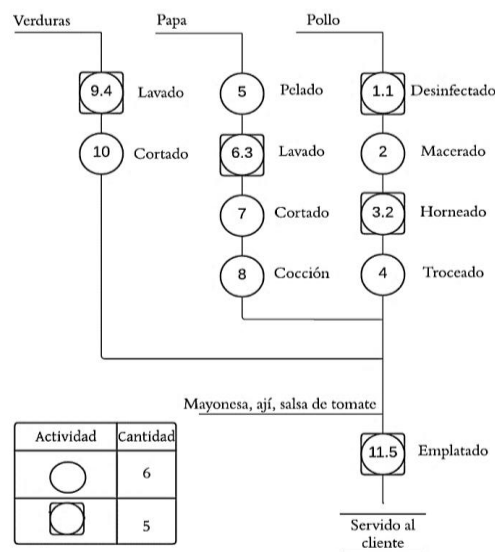 Verduras Papa Pollo
9.4 Lavado 5 Pelado 1.1 Desinfectado
10 Cortado 6.3 Lavado 2 Macerado
7 Cortado 3.2 Horneado
8 Cocción 4 Troceado
Mayonesa, ají, salsa de tomate
Actividad Cantidad
6
5
11.5 Emplatado
Servido al
cliente